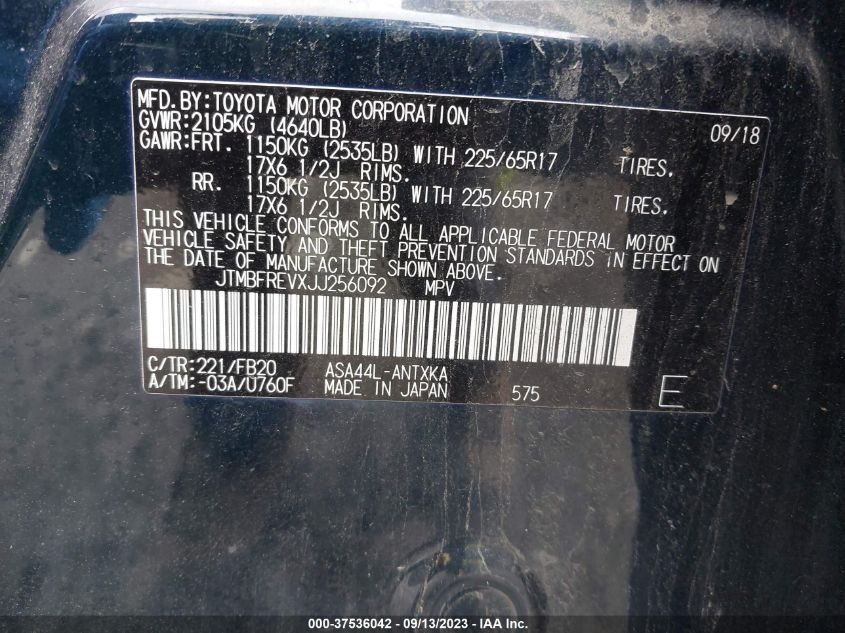 MFD.BY:TOYOTA MOTOR CORPORATION 09/18
GVWR:2105KG (4640LB)
GAWR:FRT. 1150KG (2535LB) WITH 225/65R17 TIRES.
17X6 1/2J RIMS.
RR. 1150KG (2535LB) WITH 225/65R17 TIRES.
17X6 1/2J RIMS.
THIS VEHICLE CONFORMS TO ALL APPLICABLE FEDERAL MOTOR
VEHICLE SAFETY AND THEFT PREVENTION STANDARDS IN EFFECT ON
THE DATE OF MANUFACTURE SHOWN ABOVE.
JTMBFREVXJJ256092 MPV
C/TR:221/FB20 ASA44L-ANTXKA
A/TM:-03A/U760F MADE IN JAPAN 575 E
000-37536042 - 09/13/2023 - IAA Inc.